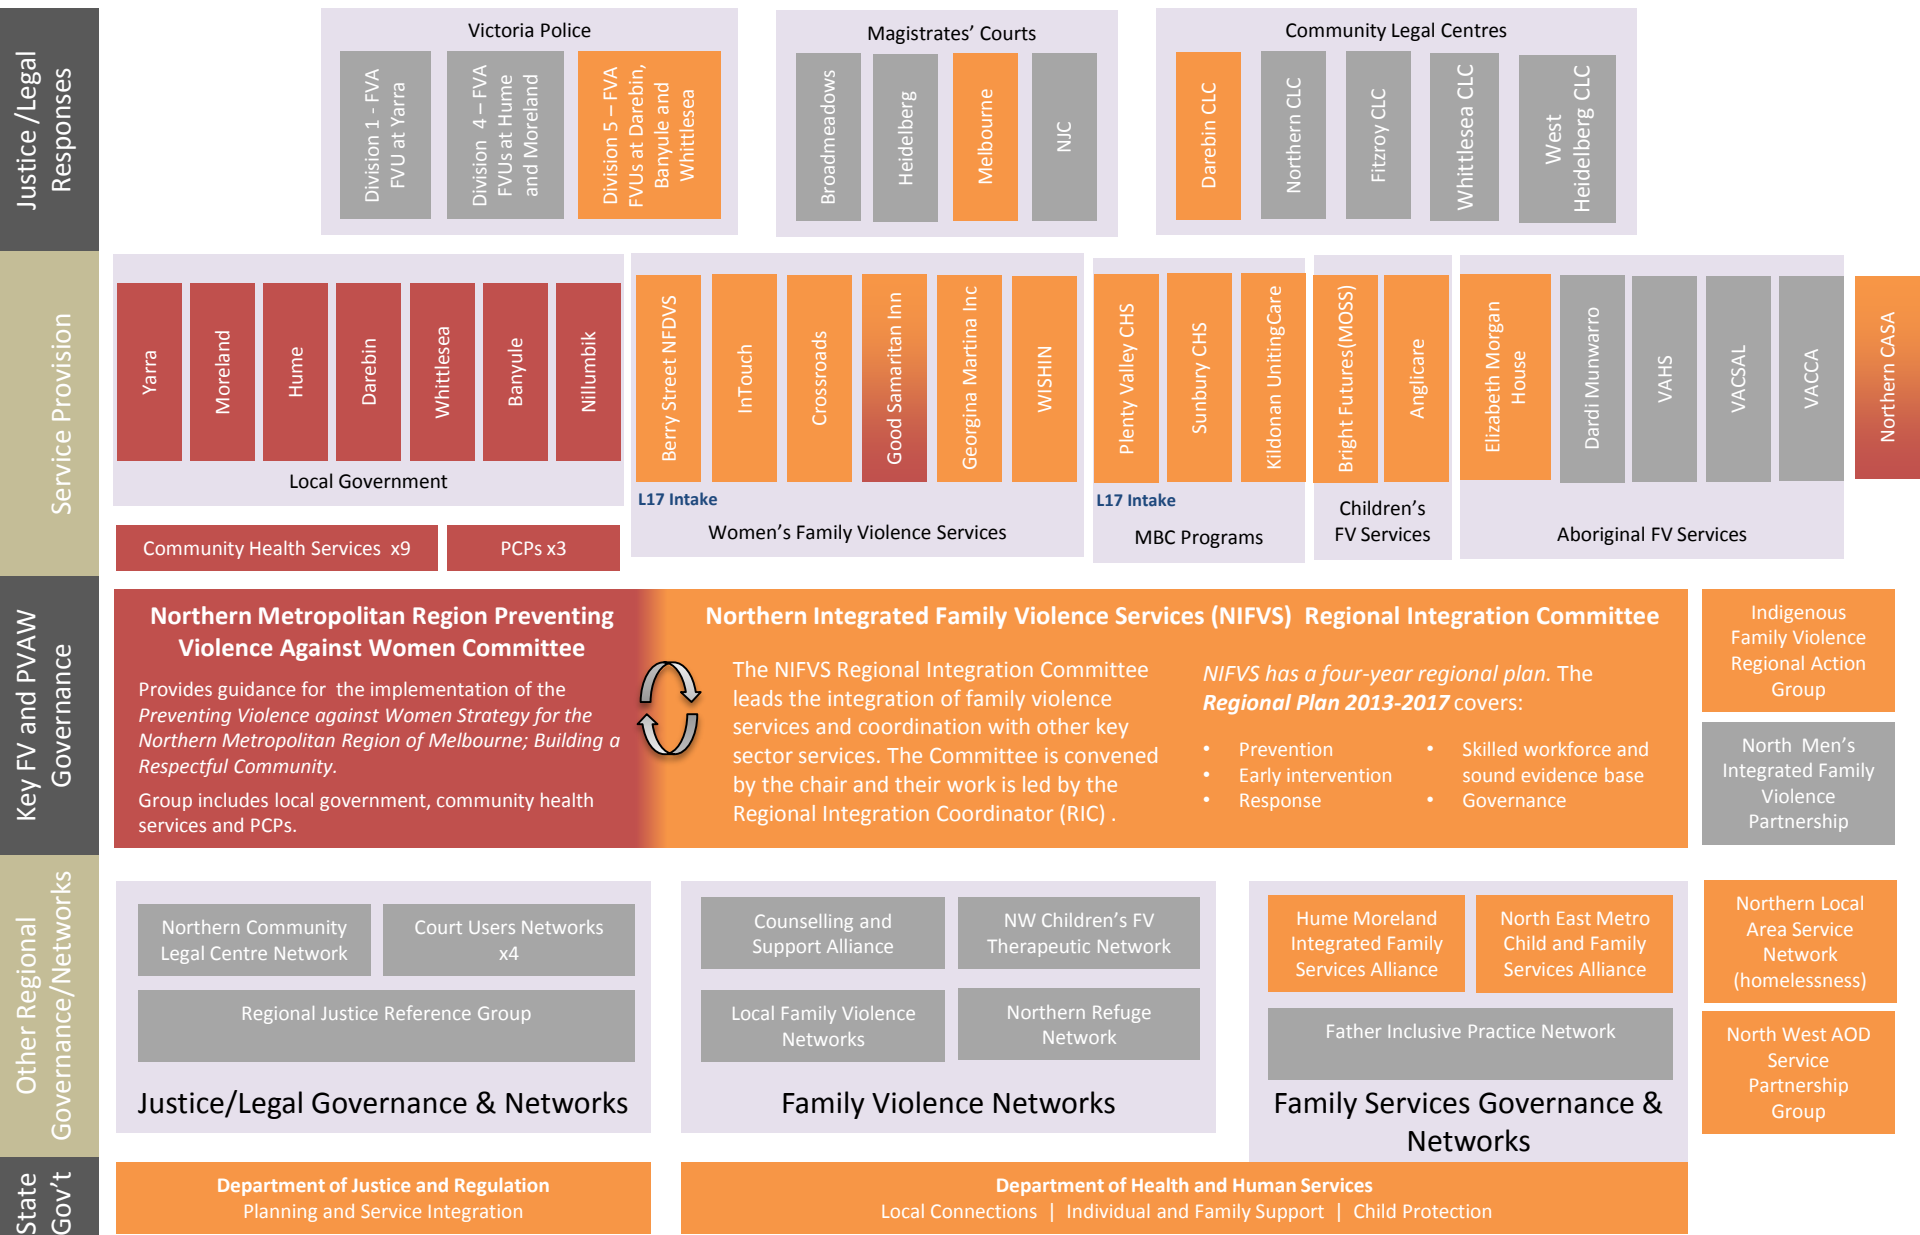 Justice /Legal
Responses
Victoria Police
Division 1 - FVA
FVU at Yarra
Division 4 – FVA
FVUs at Hume
and Moreland
Division 5 – FVA
FVUs at Darebin,
Banyule and
Whittlesea
Magistrates' Courts
Broadmeadows
Heidelberg
Melbourne
NJC
Community Legal Centres
Darebin CLC
Northern CLC
Fitzroy CLC
Whittlesea CLC
West
Heidelberg CLC
Service Provision
Yarra
Moreland
Hume
Darebin
Whittlesea
Banyule
Nillumbik
Local Government
Community Health Services x9
PCPs x3
Berry Street NFDVS
InTouch
Crossroads
Good Samaritan Inn
Georgina Martina Inc
WISHIN
L17 Intake
Women's Family Violence Services
Plenty Valley CHS
Sunbury CHS
Kildonan UnitingCare
L17 Intake
MBC Programs
Bright Futures(MOSS)
Anglicare
Children's
FV Services
Elizabeth Morgan
House
Dardi Munwarro
VAHS
VACSAL
VACCA
Aboriginal FV Services
Northern CASA
Key FV and PVAW
Governance
Northern Metropolitan Region Preventing
Violence Against Women Committee
Provides guidance for the implementation of the
Preventing Violence against Women Strategy for the
Northern Metropolitan Region of Melbourne; Building a
Respectful Community.
Group includes local government, community health
services and PCPs.
Northern Integrated Family Violence Services (NIFVS) Regional Integration Committee
The NIFVS Regional Integration Committee
leads the integration of family violence
services and coordination with other key
sector services. The Committee is convened
by the chair and their work is led by the
Regional Integration Coordinator (RIC) .
NIFVS has a four-year regional plan. The
Regional Plan 2013-2017 covers:
• Prevention
• Early intervention
• Response
• Skilled workforce and
sound evidence base
• Governance
Indigenous
Family Violence
Regional Action
Group
North Men's
Integrated Family
Violence
Partnership
Other Regional
Governance/Networks
Northern Community
Legal Centre Network
Court Users Networks
x4
Regional Justice Reference Group
Justice/Legal Governance & Networks
Counselling and
Support Alliance
NW Children's FV
Therapeutic Network
Local Family Violence
Networks
Northern Refuge
Network
Family Violence Networks
Hume Moreland
Integrated Family
Services Alliance
North East Metro
Child and Family
Services Alliance
Father Inclusive Practice Network
Family Services Governance &
Networks
Northern Local
Area Service
Network
(homelessness)
North West AOD
Service
Partnership
Group
State
Gov't
Department of Justice and Regulation
Planning and Service Integration
Department of Health and Human Services
Local Connections | Individual and Family Support | Child Protection